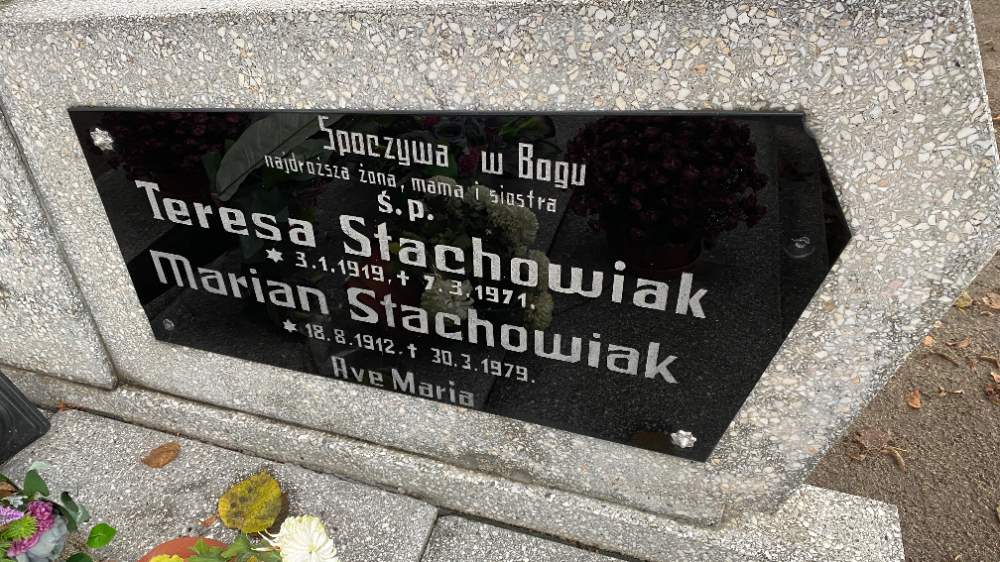 Spoczywa w Bogu
najdroższa żona, mama i siostra
ś.p.
Teresa Stachowiak
* 3.1.1919. † 7.3.1971.
Marian Stachowiak
* 18.8.1912. † 30.3.1979.
Ave Maria